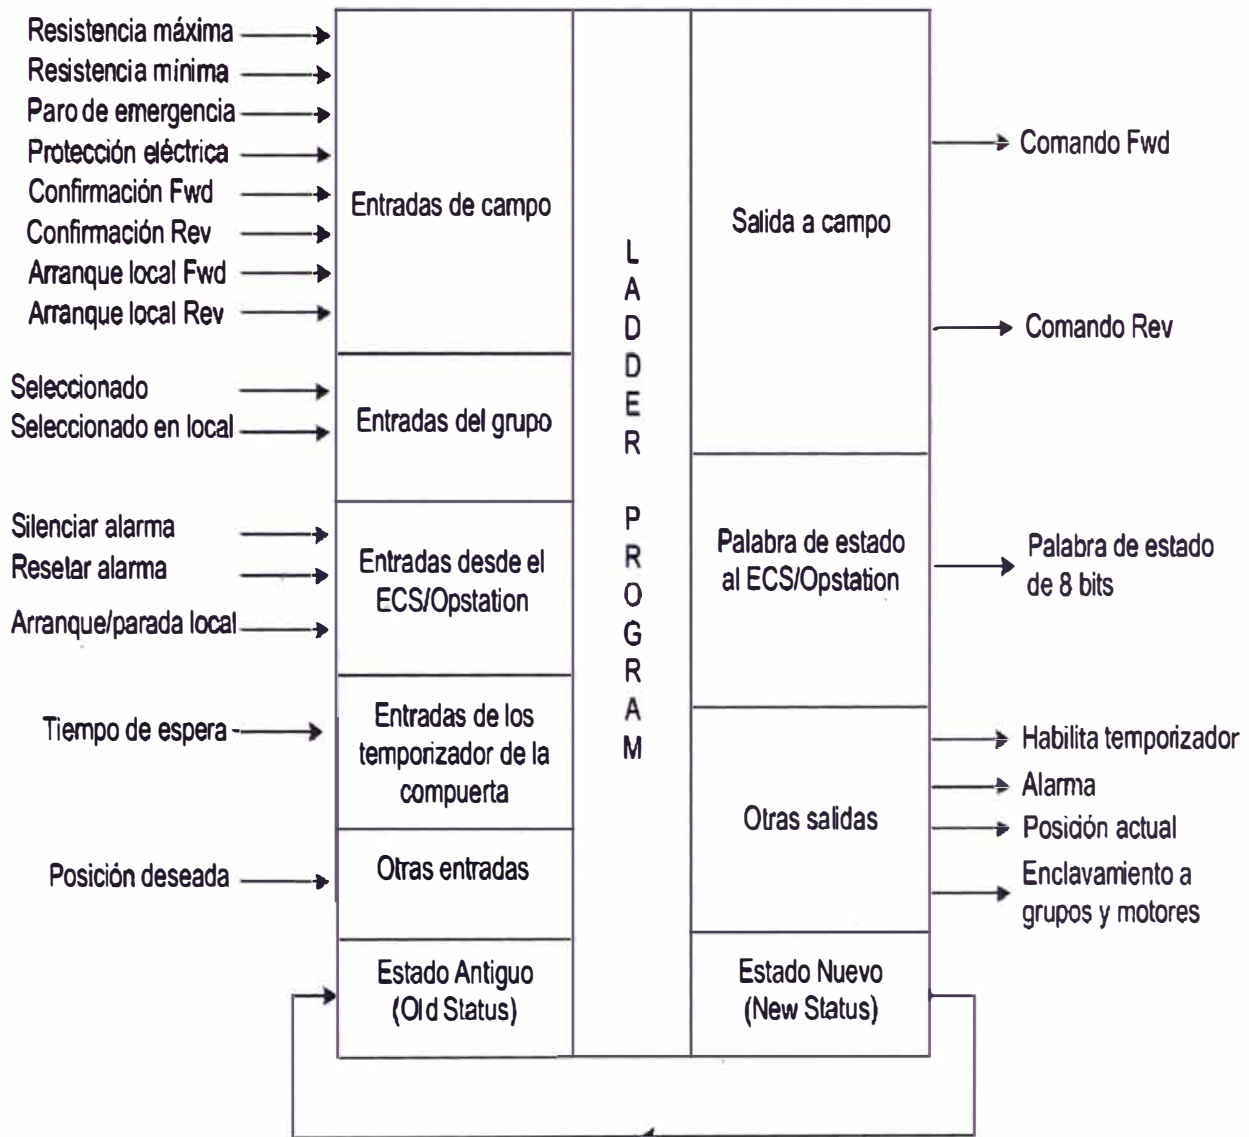 Resistencia máxima
Resistencia mínima
Paro de emergencia
Protección eléctrica
Confirmación Fwd
Confirmación Rev
Arranque local Fwd
Arranque local Rev
Entradas de campo
Seleccionado
Seleccionado en local
Entradas del grupo
Silenciar alarma
Resetar alarma
Arranque/parada local
Entradas desde el
ECS/Opstation
Tiempo de espera
Entradas de los
temporizador de la
compuerta
Posición deseada
Otras entradas
Estado Antiguo
(Old Status)
LADDER PROGRAM
Salida a campo
Comando Fwd
Comando Rev
Palabra de estado
al ECS/Opstation
Palabra de estado
de 8 bits
Otras salidas
Habilita temporizador
Alarma
Posición actual
Enclavamiento a
grupos y motores
Estado Nuevo
(New Status)